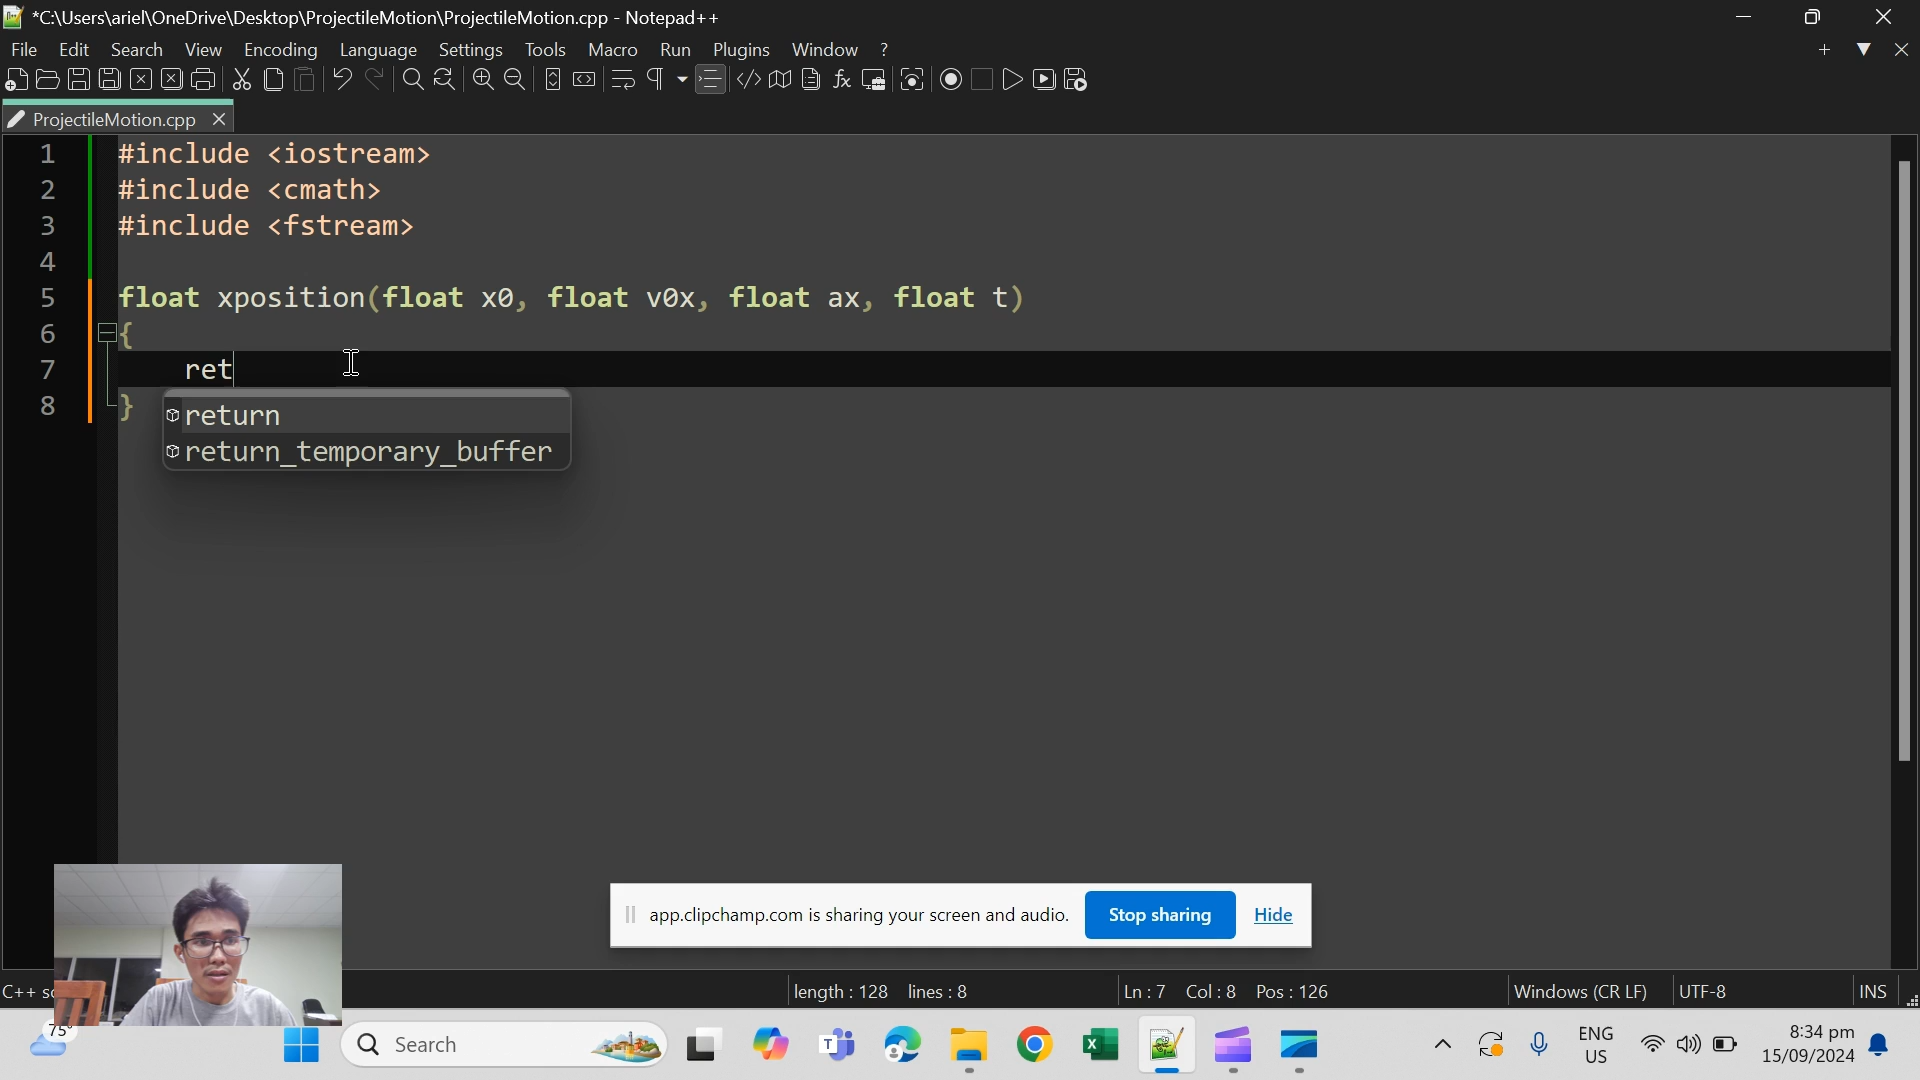 *C:\Users\ariel\OneDrive\Desktop\ProjectileMotion\ProjectileMotion.cpp - Notepad++
File Edit Search View Encoding Language Settings Tools Macro Run Plugins Window ?
ProjectileMotion.cpp
1 #include <iostream>
2 #include <cmath>
3 #include <fstream>
4
5 float xposition(float x0, float v0x, float ax, float t)
6 {
7 ret
8 }
return
return_temporary_buffer
app.clipchamp.com is sharing your screen and audio. Stop sharing Hide
C++ length : 128 lines : 8 Ln : 7 Col : 8 Pos : 126 Windows (CR LF) UTF-8 INS
75°
Search
ENG
US
8:34 pm
15/09/2024